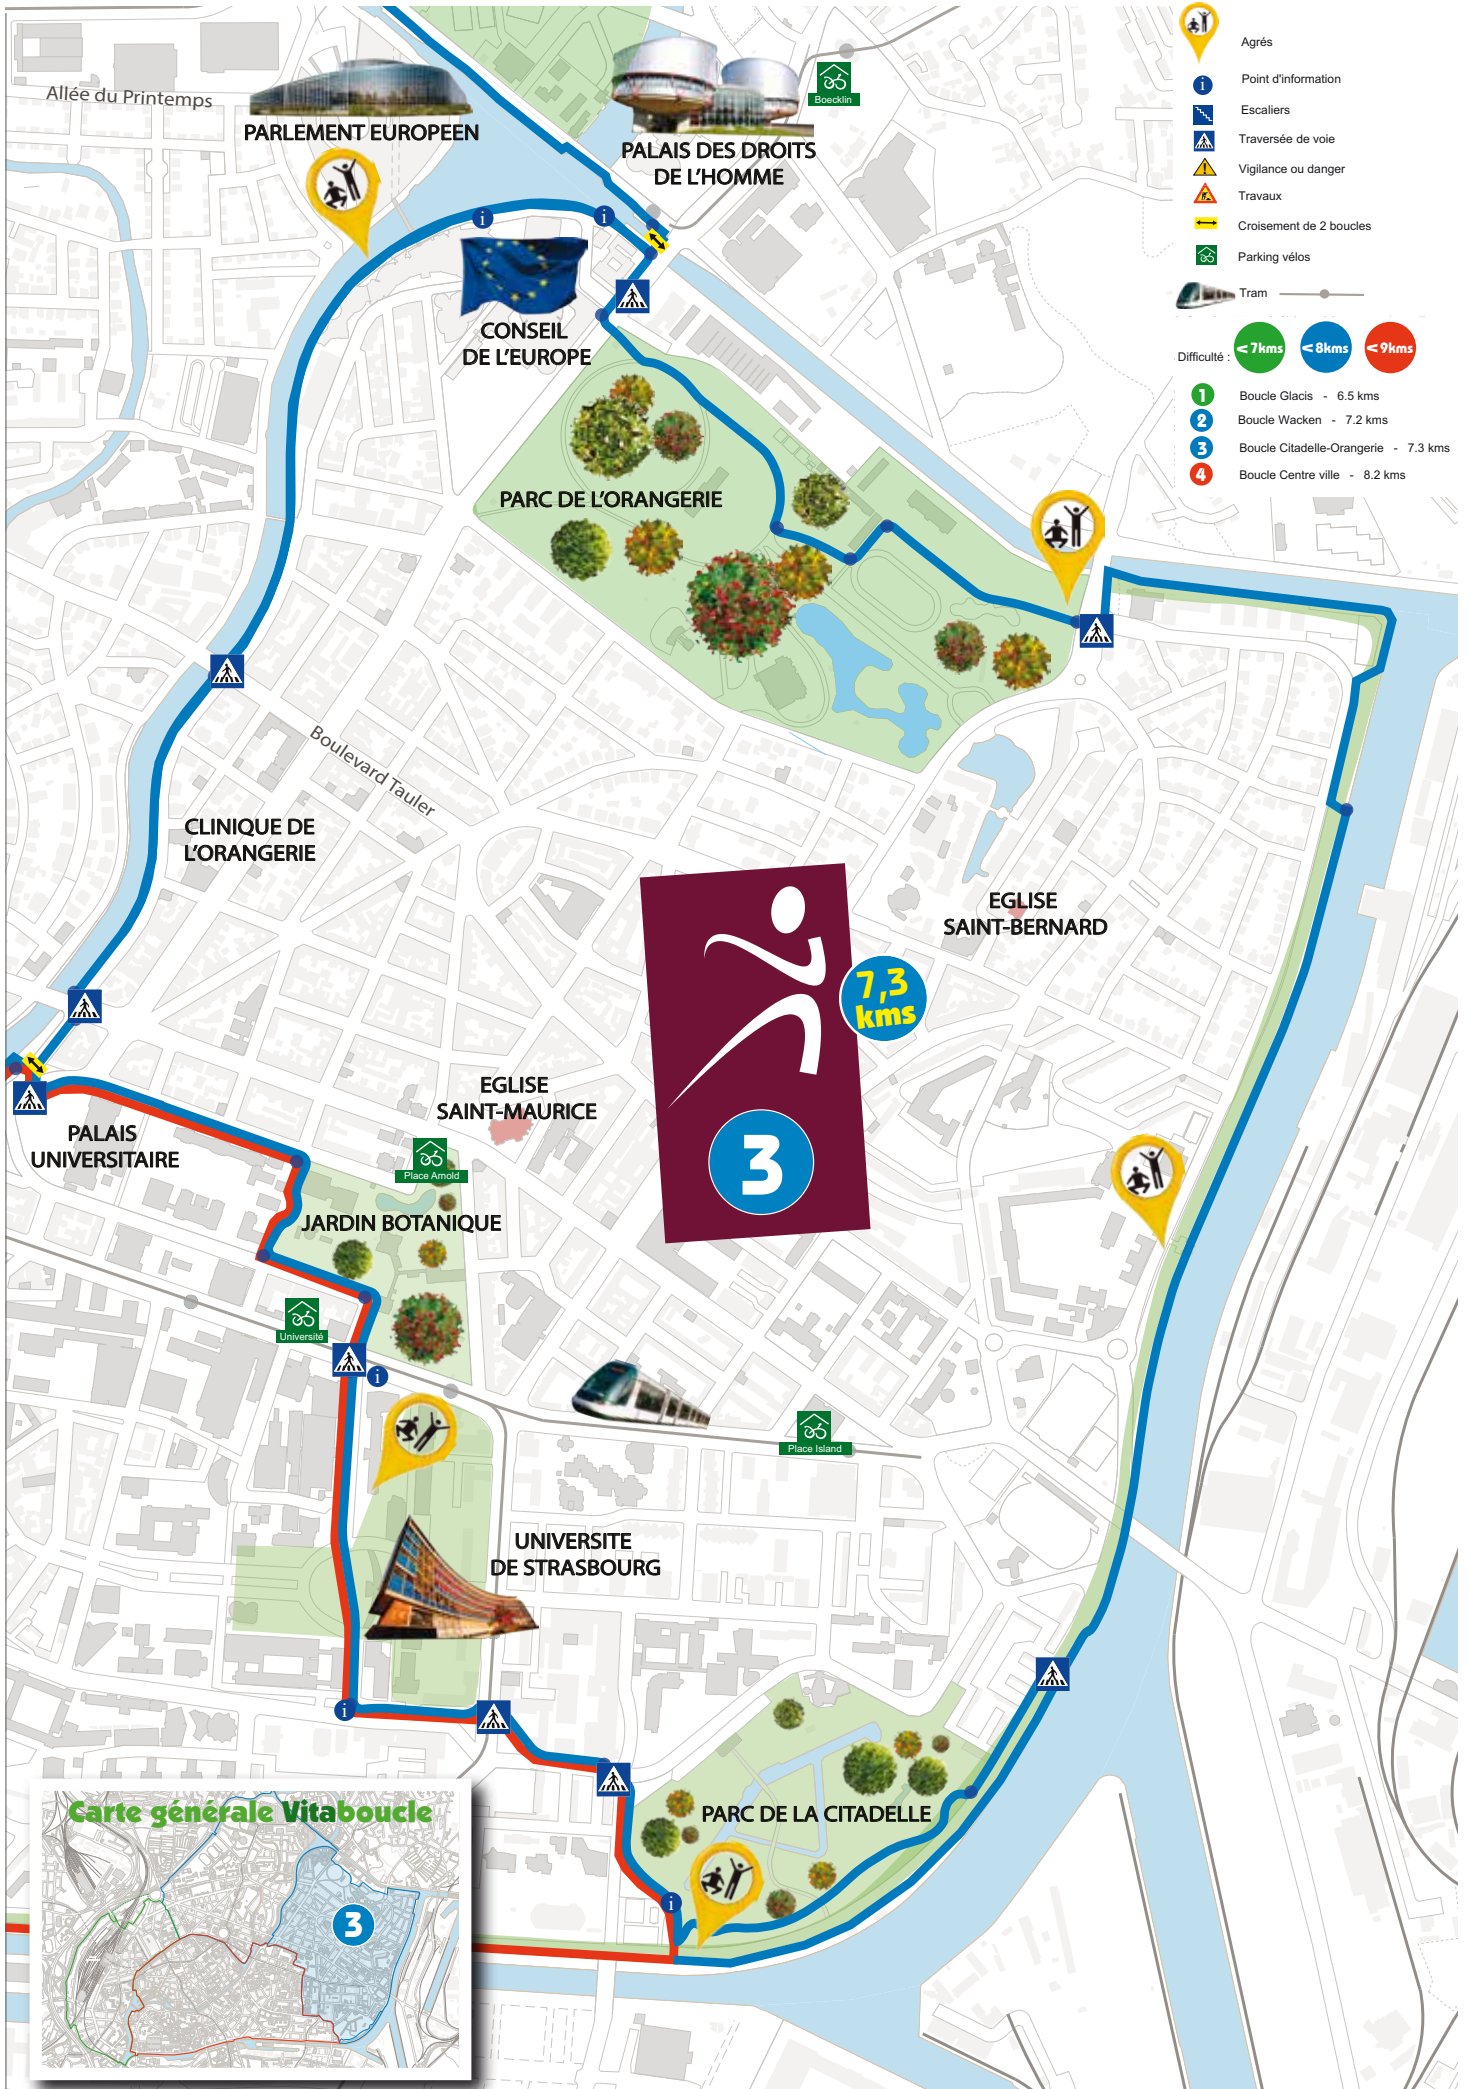 Agrés
Point d'information
Escaliers
Traversée de voie
Vigilance ou danger
Travaux
Croisement de 2 boucles
Parking vélos
Tram
Difficulté :
<7kms
<8kms
<9kms
1 Boucle Glacis - 6.5 kms
2 Boucle Wacken - 7.2 kms
3 Boucle Citadelle-Orangerie - 7.3 kms
4 Boucle Centre ville - 8.2 kms
Allée du Printemps
PARLEMENT EUROPEEN
Boecklin
PALAIS DES DROITS
DE L'HOMME
i
i
CONSEIL
DE L'EUROPE
PARC DE L'ORANGERIE
Boulevard Tauler
CLINIQUE DE
L'ORANGERIE
EGLISE
SAINT-BERNARD
7,3
kms
3
EGLISE
SAINT-MAURICE
PALAIS
UNIVERSITAIRE
Place Arnold
JARDIN BOTANIQUE
Université
i
Place Island
UNIVERSITE
DE STRASBOURG
i
PARC DE LA CITADELLE
i
Carte générale Vitaboucle
3